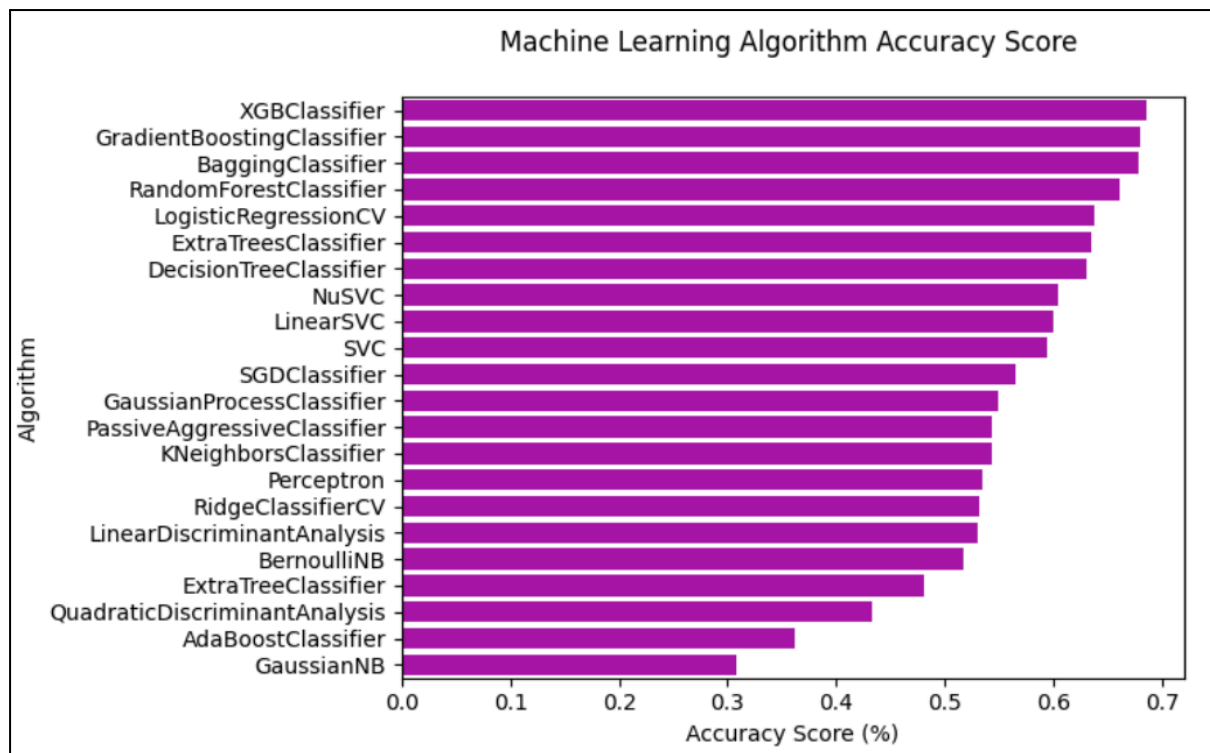 Machine Learning Algorithm Accuracy Score
Algorithm
XGBClassifier
GradientBoostingClassifier
BaggingClassifier
RandomForestClassifier
LogisticRegressionCV
ExtraTreesClassifier
DecisionTreeClassifier
NuSVC
LinearSVC
SVC
SGDClassifier
GaussianProcessClassifier
PassiveAggressiveClassifier
KNeighborsClassifier
Perceptron
RidgeClassifierCV
LinearDiscriminantAnalysis
BernoulliNB
ExtraTreeClassifier
QuadraticDiscriminantAnalysis
AdaBoostClassifier
GaussianNB
0.0 0.1 0.2 0.3 0.4 0.5 0.6 0.7
Accuracy Score (%)